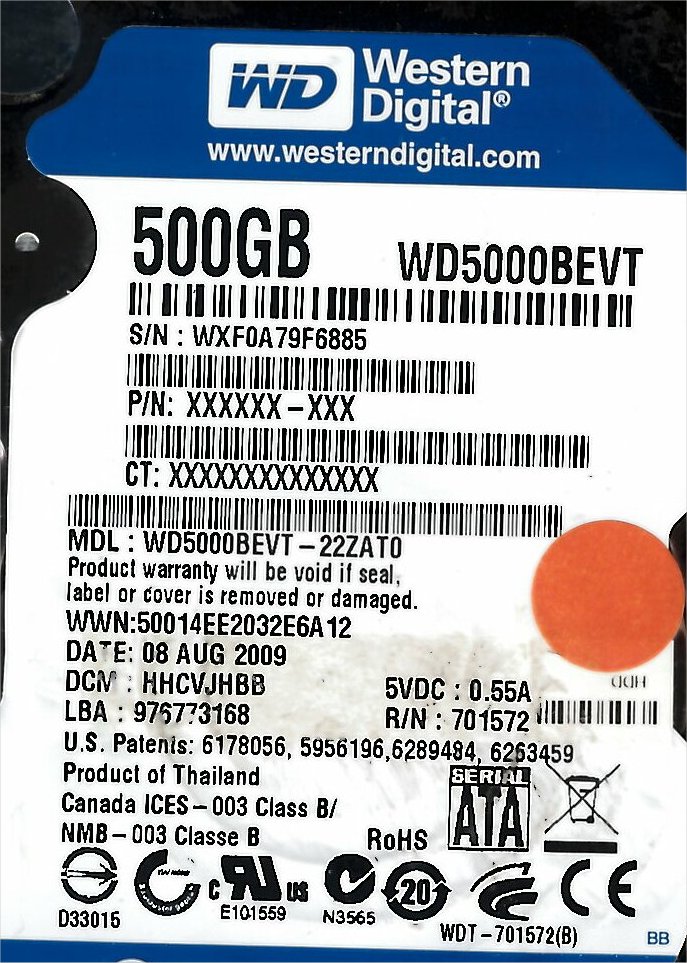 WD Western
Digital®
www.westerndigital.com
500GB WD5000BEVT
S/N : WXF0A79F6885
P/N: XXXXXX-XXX
CT: XXXXXXXXXXXXXX
MDL : WD5000BEVT-22ZAT0
Product warranty will be void if seal,
label or cover is removed or damaged.
WWN:50014EE2032E6A12
DATE: 08 AUG 2009
DCM : HHCVJHBB 5VDC : 0.55A
LBA : 976773168 R/N : 701572
U.S. Patents: 6178056, 5956196,6289484, 6263459
Product of Thailand
Canada ICES-003 Class B/
NMB-003 Classe B RoHS
SERIAL
ATA
C US
20
CE
D33015 E101559 N3565
WDT-701572(B) BB